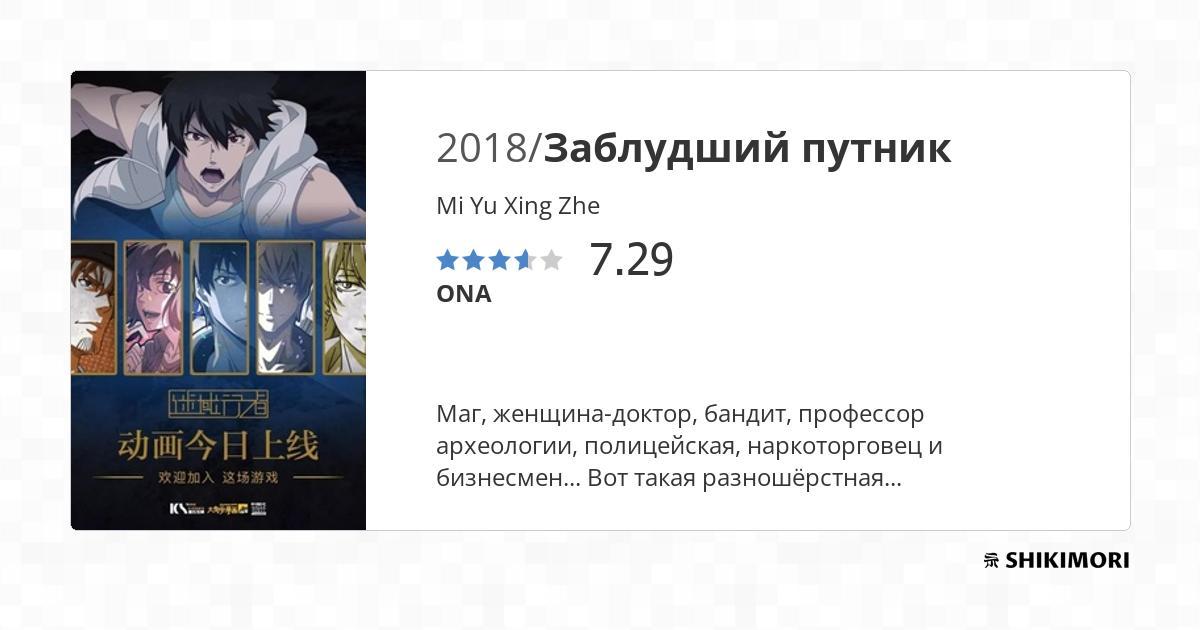 2018/Заблудший путник
Mi Yu Xing Zhe
7.29
ONA
Маг, женщина-доктор, бандит, профессор
археологии, полицейская, наркоторговец и
бизнесмен... Вот такая разношёрстная...
迷域行者
动画今日上线
欢迎加入 这场游戏
SHIKIMORI